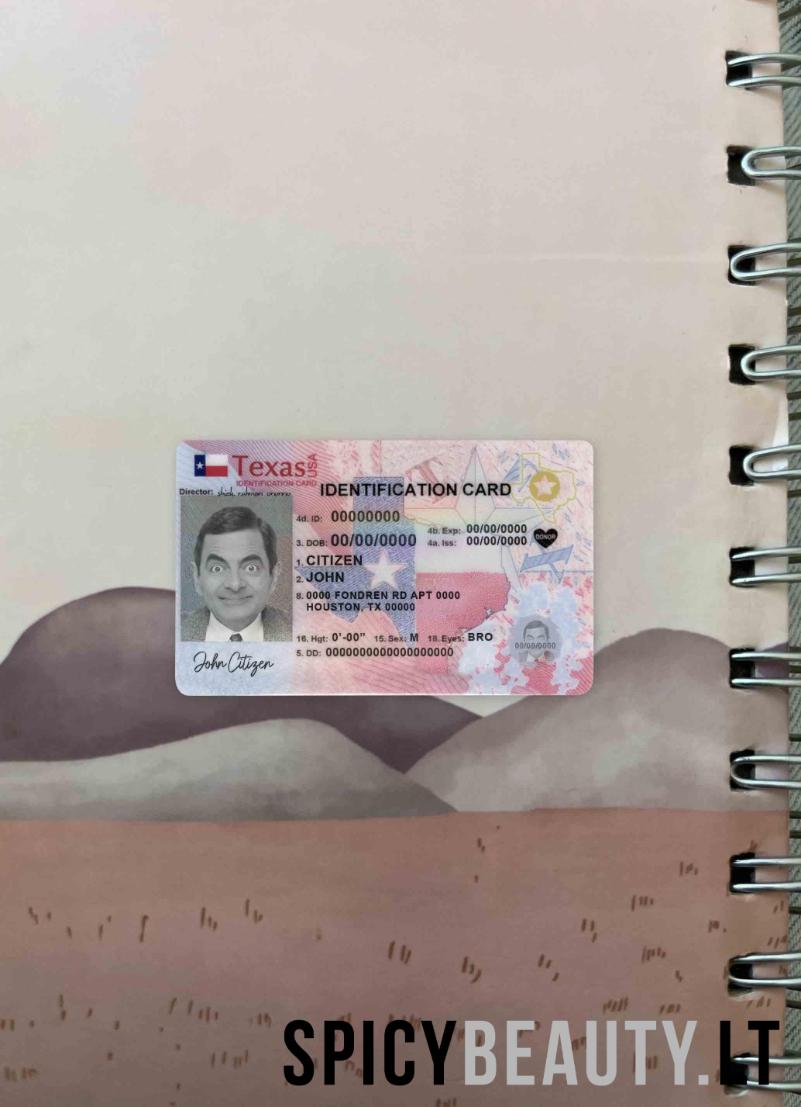 Texas USA
IDENTIFICATION CARD
Director:
IDENTIFICATION CARD
4d. ID: 00000000
4b. Exp: 00/00/0000
3. DOB: 00/00/0000
4a. Iss: 00/00/0000
DONOR
1. CITIZEN
2. JOHN
8. 0000 FONDREN RD APT 0000
HOUSTON, TX 00000
16. Hgt: 0'-00" 15. Sex: M 18. Eyes: BRO
00/00/0000
5. DD: 00000000000000000000
John Citizen
SPICYBEAUTY.LT